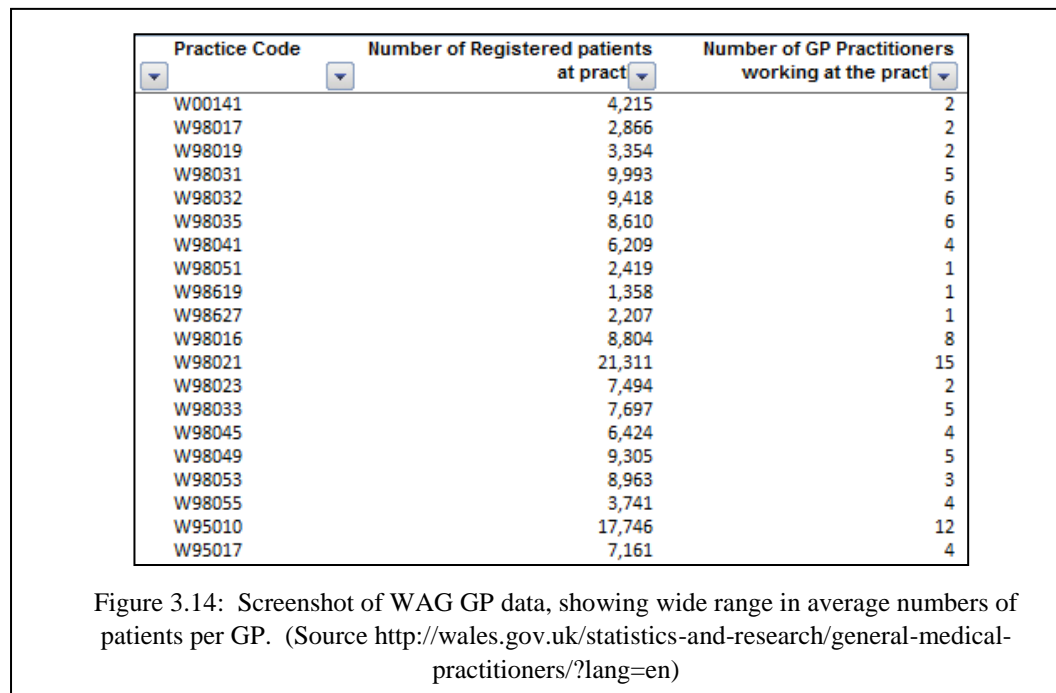 Practice Code Number of Registered patients Number of GP Practitioners
at pract working at the pract
W00141 4,215 2
W98017 2,866 2
W98019 3,354 2
W98031 9,993 5
W98032 9,418 6
W98035 8,610 6
W98041 6,209 4
W98051 2,419 1
W98619 1,358 1
W98627 2,207 1
W98016 8,804 8
W98021 21,311 15
W98023 7,494 2
W98033 7,697 5
W98045 6,424 4
W98049 9,305 5
W98053 8,963 3
W98055 3,741 4
W95010 17,746 12
W95017 7,161 4
Figure 3.14: Screenshot of WAG GP data, showing wide range in average numbers of
patients per GP. (Source http://wales.gov.uk/statistics-and-research/general-medical-
practitioners/?lang=en)